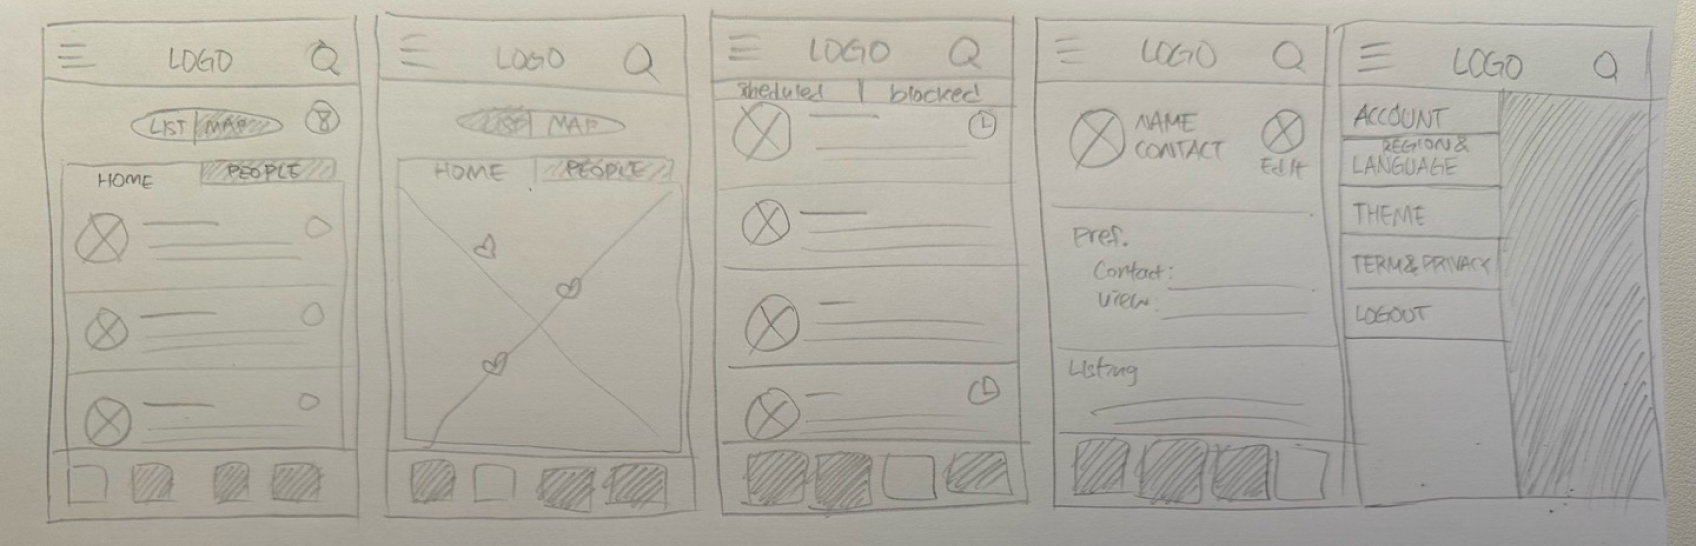 LOGO
LIST MAP
HOME
PEOPLE
LOGO
LIST MAP
HOME
PEOPLE
LOGO
scheduled
blocked
LOGO
NAME
CONTACT
Edit
Pref.
Contact:
View:
Listing
LOGO
ACCOUNT
REGION &
LANGUAGE
THEME
TERM & PRIVACY
LOGOUT